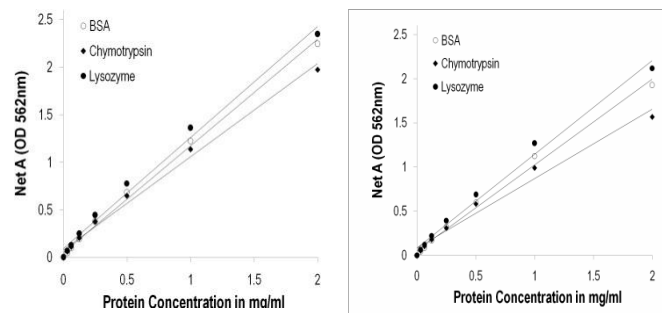 2.5
2
1.5
1
0.5
0
Net A (OD 562nm)
BSA
Chymotrypsin
Lysozyme
0 0.5 1 1.5 2
Protein Concentration in mg/ml
2.5
2
1.5
1
0.5
0
Net A (OD 562nm)
BSA
Chymotrypsin
Lysozyme
0 0.5 1 1.5 2
Protein Concentration in mg/ml